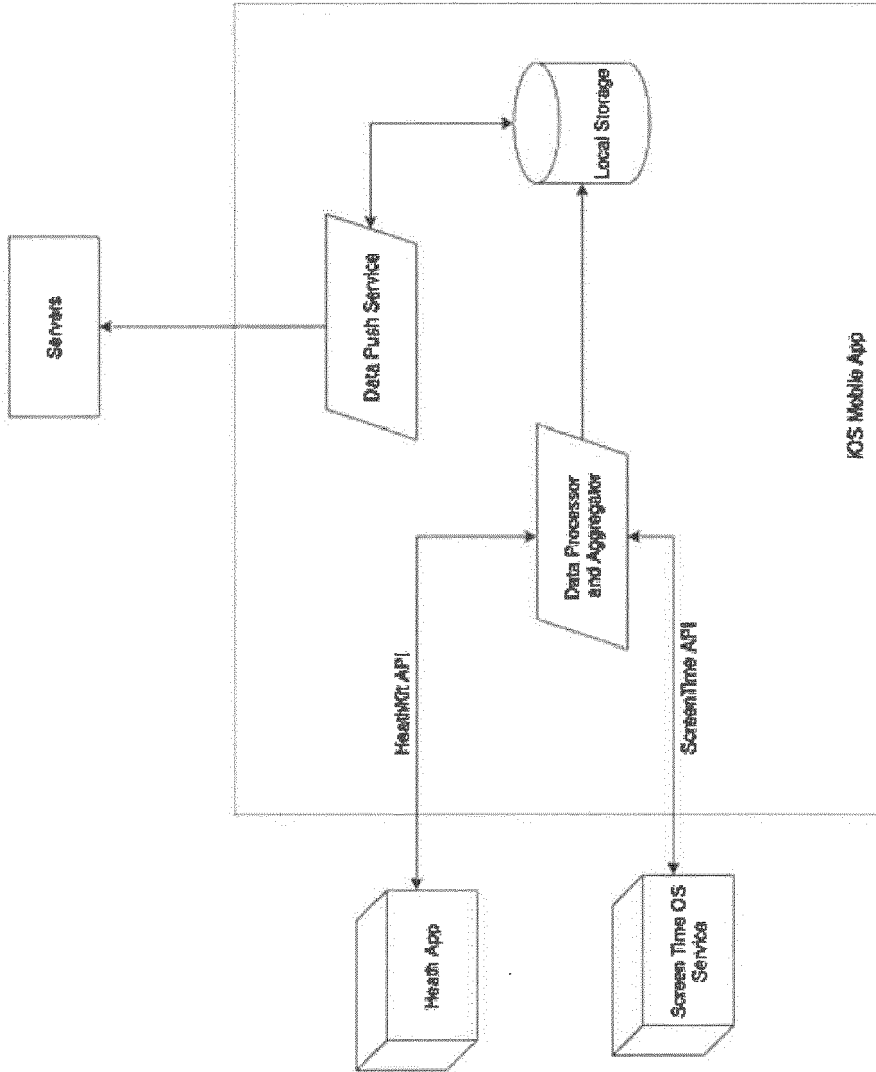 Servers
Data Push Service
Local Storage
HeathKit API
Data Processor
and Aggregator
ScreenTime API
Heath App
Screen Time OS
Service
iOS Mobile App